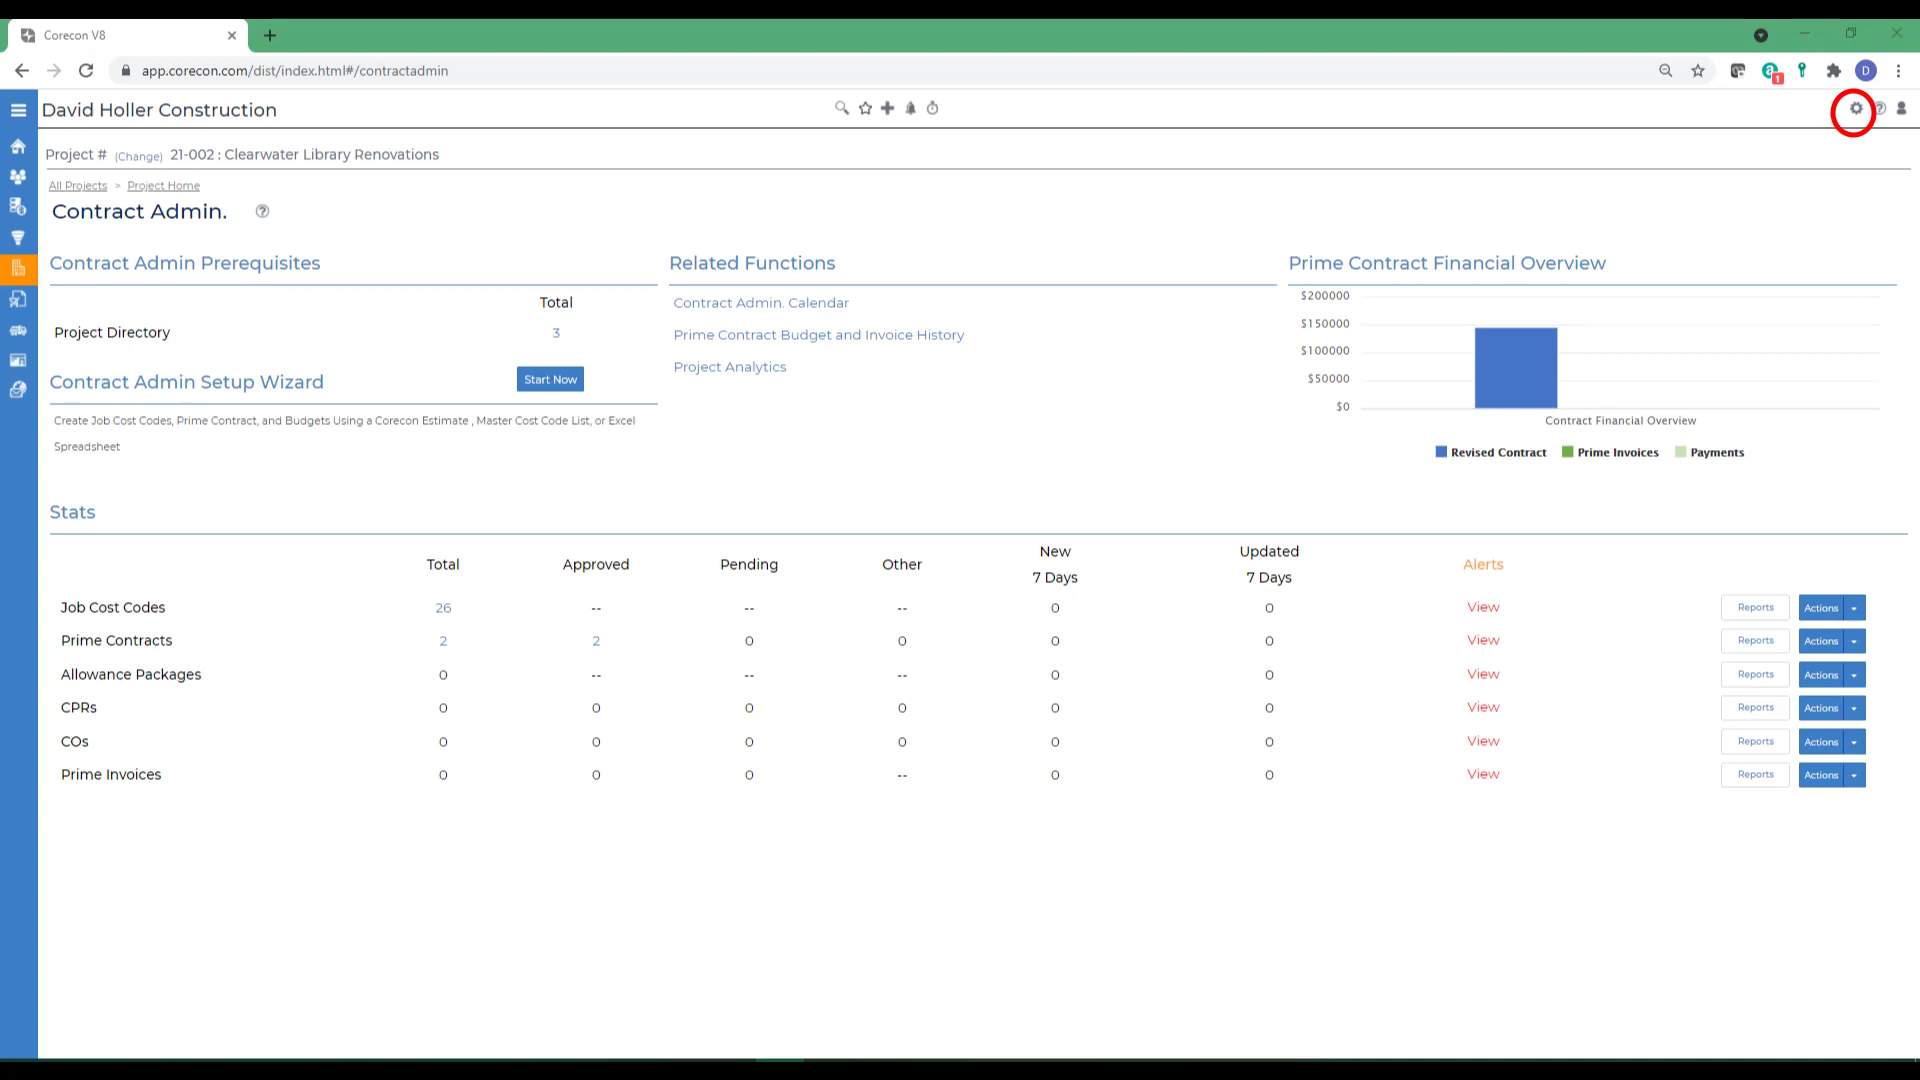 Corecon V8
app.corecon.com/dist/index.html#/contractadmin
D
1
David Holler Construction
Project # (Change) 21-002 : Clearwater Library Renovations
All Projects > Project Home
Contract Admin.
Contract Admin Prerequisites
Total
Project Directory 3
Contract Admin Setup Wizard Start Now
Create Job Cost Codes, Prime Contract, and Budgets Using a Corecon Estimate , Master Cost Code List, or Excel
Spreadsheet
Related Functions
Contract Admin. Calendar
Prime Contract Budget and Invoice History
Project Analytics
Prime Contract Financial Overview
$200000
$150000
$100000
$50000
$0
Contract Financial Overview
Revised Contract Prime Invoices Payments
Stats
Total Approved Pending Other New 7 Days Updated 7 Days Alerts
Job Cost Codes 26 -- -- -- 0 0 View Reports Actions
Prime Contracts 2 2 0 0 0 0 View Reports Actions
Allowance Packages 0 -- -- -- 0 0 View Reports Actions
CPRs 0 0 0 0 0 0 View Reports Actions
COs 0 0 0 0 0 0 View Reports Actions
Prime Invoices 0 0 0 -- 0 0 View Reports Actions